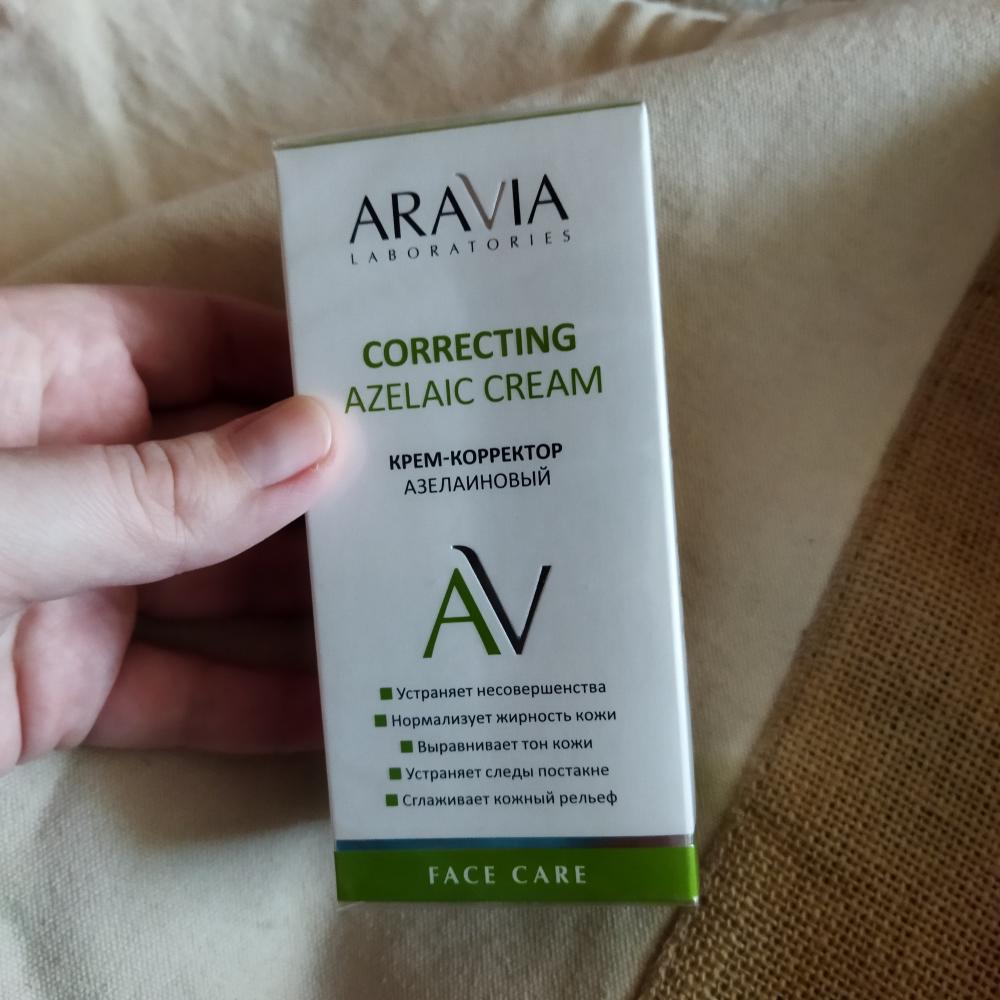 ARAVIA
LABORATORIES
CORRECTING
AZELAIC CREAM
КРЕМ-КОРРЕКТОР
АЗЕЛАИНОВЫЙ
AV
Устраняет несовершенства
Нормализует жирность кожи
Выравнивает тон кожи
Устраняет следы постакне
Сглаживает кожный рельеф
FACE CARE